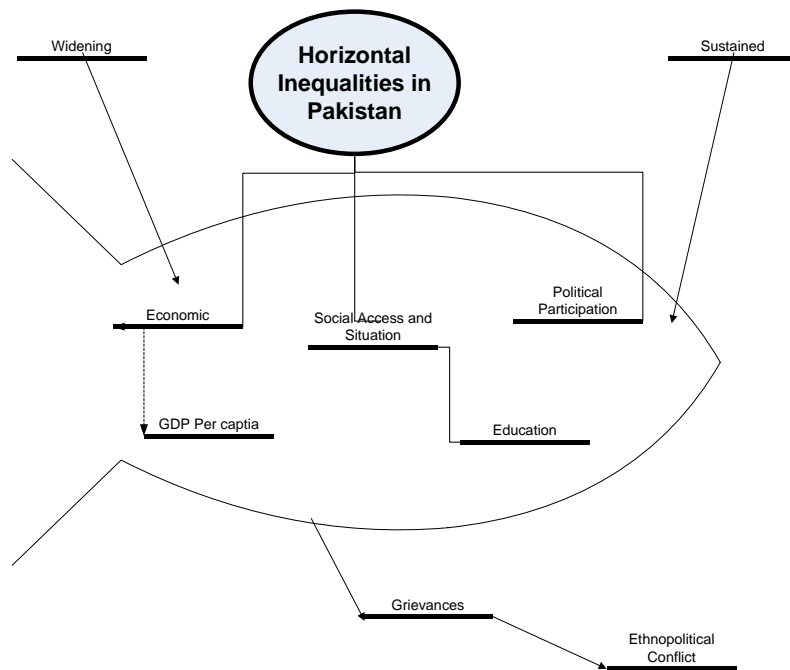 Widening
Horizontal
Inequalities in
Pakistan
Sustained
Economic
Social Access and
Situation
Political
Participation
GDP Per captia
Education
Grievances
Ethnopolitical
Conflict